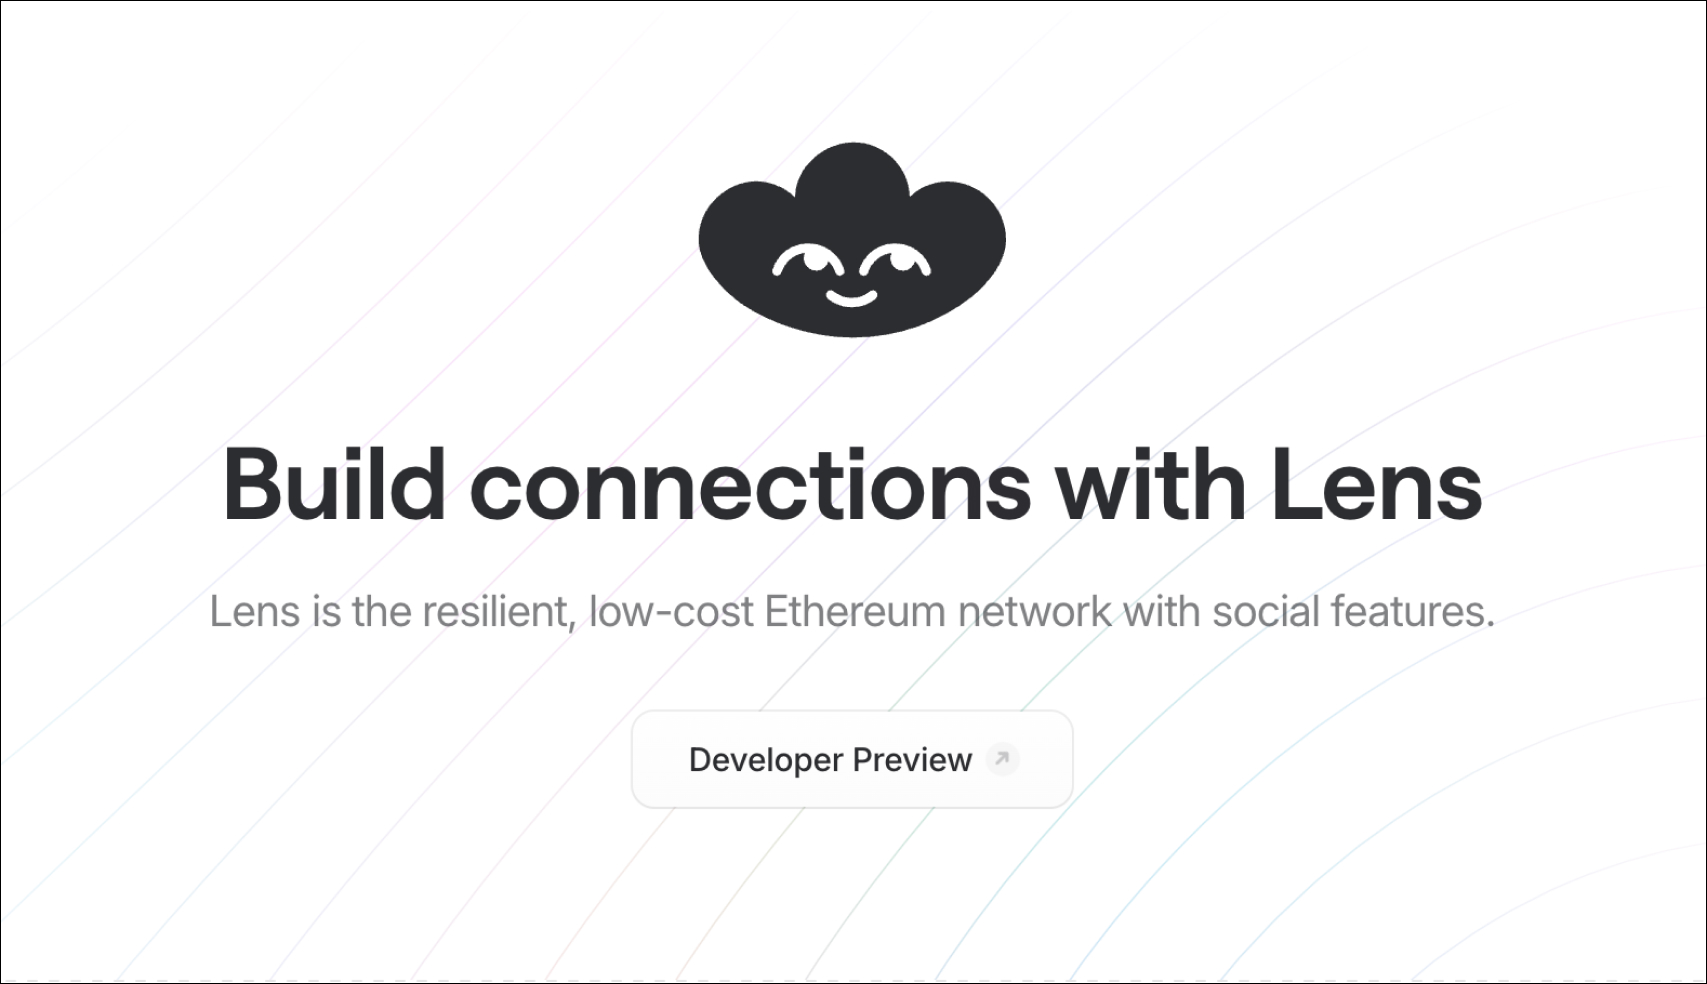 Build connections with Lens
Lens is the resilient, low-cost Ethereum network with social features.
Developer Preview